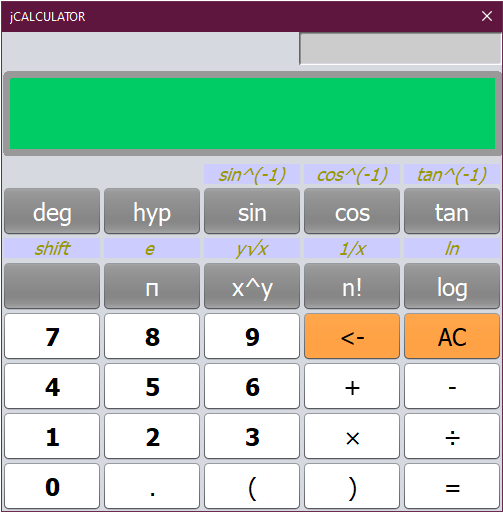 jCALCULATOR ×
sin^(-1) cos^(-1) tan^(-1)
deg hyp sin cos tan
shift e y√x 1/x ln
п x^y n! log
7 8 9 <- AC
4 5 6 + -
1 2 3 × ÷
0 . ( ) =